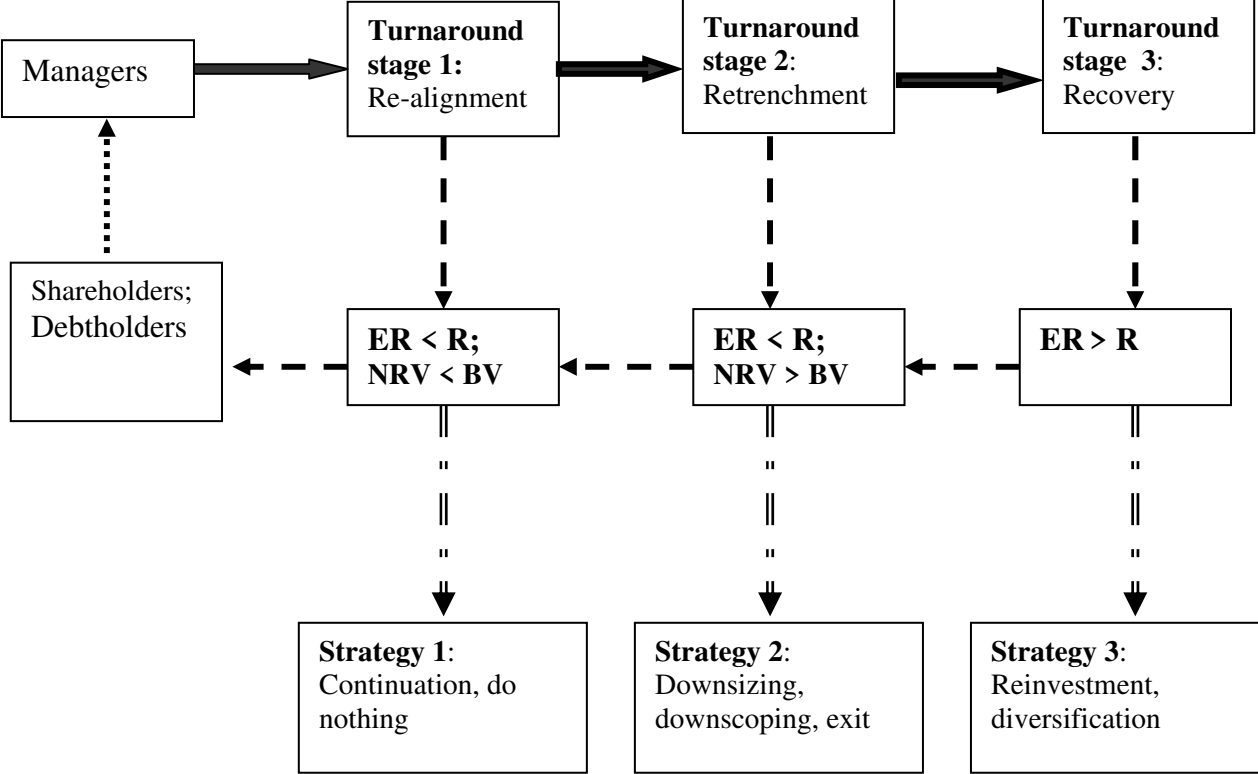 Managers
Turnaround
stage 1:
Re-alignment
Turnaround
stage 2:
Retrenchment
Turnaround
stage 3:
Recovery
Shareholders;
Debtholders
ER < R;
NRV < BV
ER < R;
NRV > BV
ER > R
Strategy 1:
Continuation, do
nothing
Strategy 2:
Downsizing,
downscoping, exit
Strategy 3:
Reinvestment,
diversification